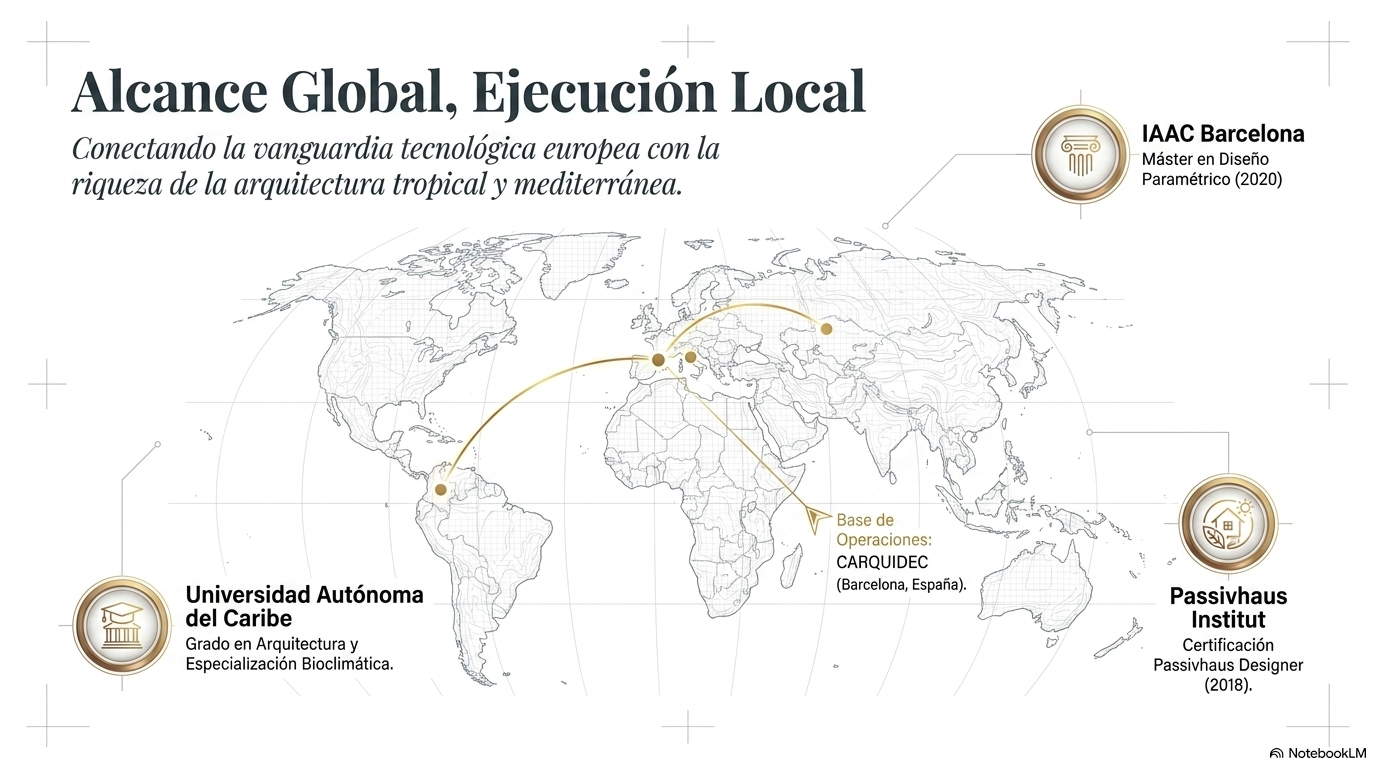 Alcance Global, Ejecución Local
Conectando la vanguardia tecnológica europea con la
riqueza de la arquitectura tropical y mediterránea.
IAAC Barcelona
Máster en Diseño
Paramétrico (2020)
Base de
Operaciones:
CARQUIDEC
(Barcelona, España).
Universidad Autónoma
del Caribe
Grado en Arquitectura y
Especialización Bioclimática.
Passivhaus
Institut
Certificación
Passivhaus Designer
(2018).
NotebookLM